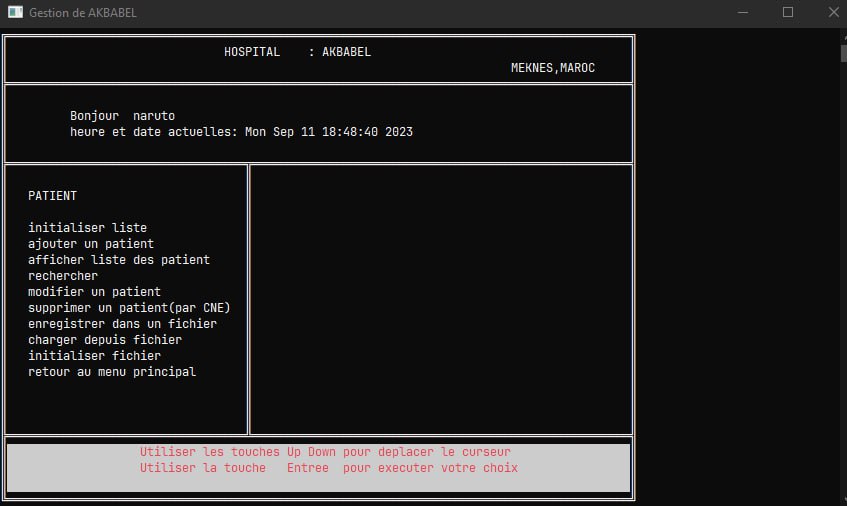 Gestion de AKBABEL
HOSPITAL : AKBABEL
MEKNES,MAROC
Bonjour naruto
heure et date actuelles: Mon Sep 11 18:48:40 2023
PATIENT
initialiser liste
ajouter un patient
afficher liste des patient
rechercher
modifier un patient
supprimer un patient(par CNE)
enregistrer dans un fichier
charger depuis fichier
initialiser fichier
retour au menu principal
Utiliser les touches Up Down pour deplacer le curseur
Utiliser la touche Entree pour executer votre choix